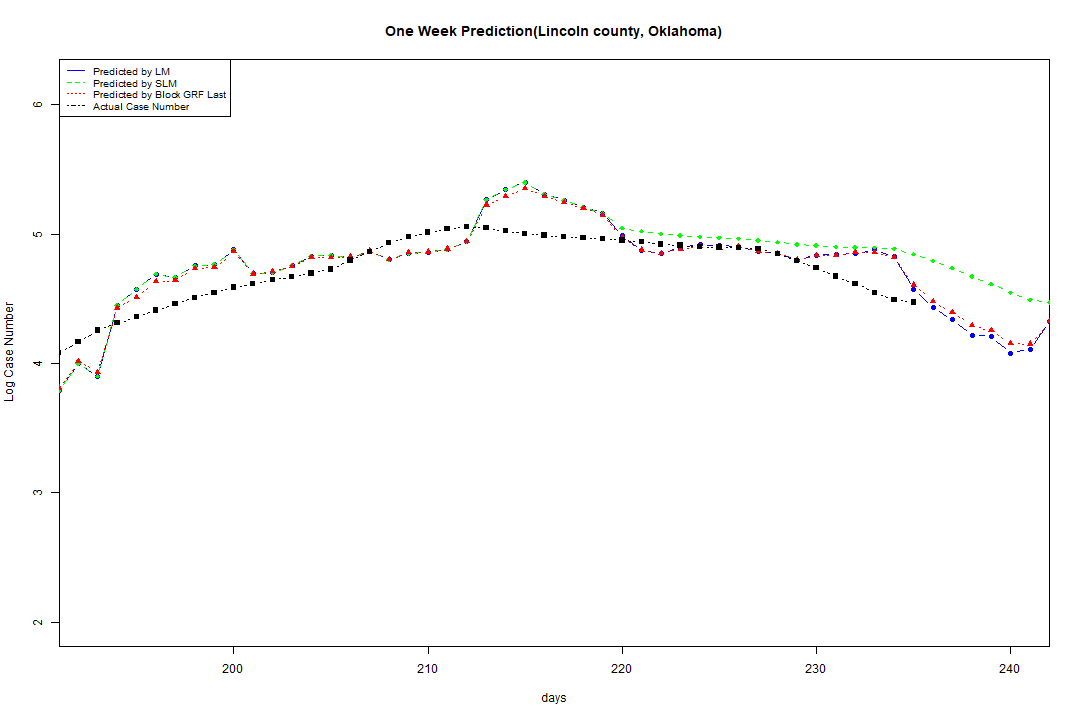 One Week Prediction(Lincoln county, Oklahoma)
Predicted by LM
Predicted by SLM
Predicted by Block GRF Last
Actual Case Number
6
5
4
3
2
Log Case Number
200 210 220 230 240
days